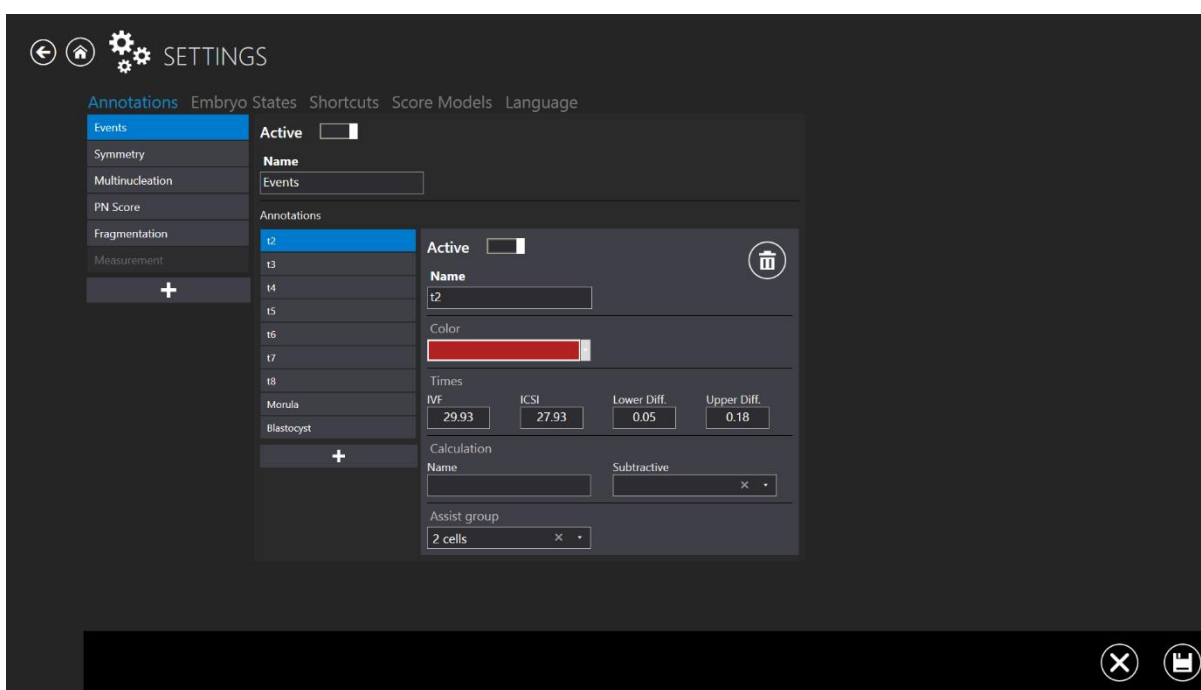 SETTINGS
Annotations Embryo States Shortcuts Score Models Language
Events
Symmetry
Multinucleation
PN Score
Fragmentation
Measurement
Active
Name
Events
Annotations
t2
t3
t4
t5
t6
t7
t8
Morula
Blastocyst
Active
Name
t2
Color
Times
IVF ICSI Lower Diff. Upper Diff.
29.93 27.93 0.05 0.18
Calculation
Name Subtractive
Assist group
2 cells